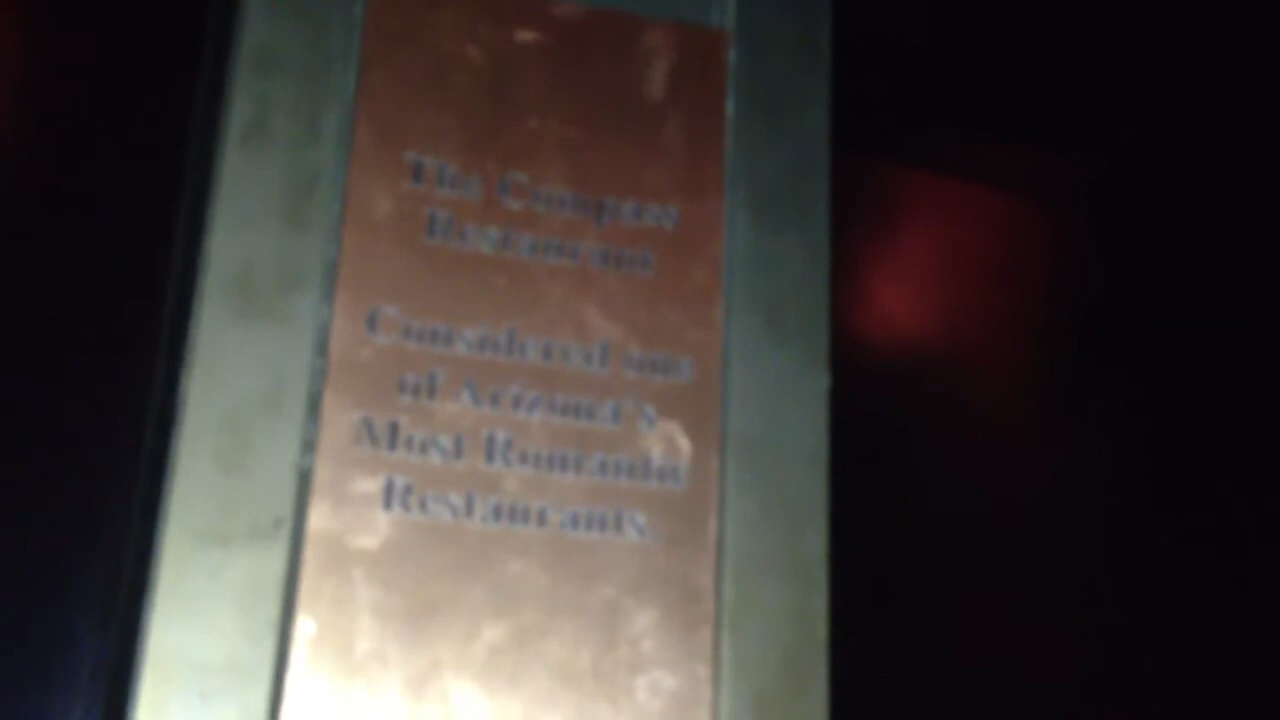 The Compass
Restaurant
Considered one
of Arizona's
Most Romantic
Restaurants.